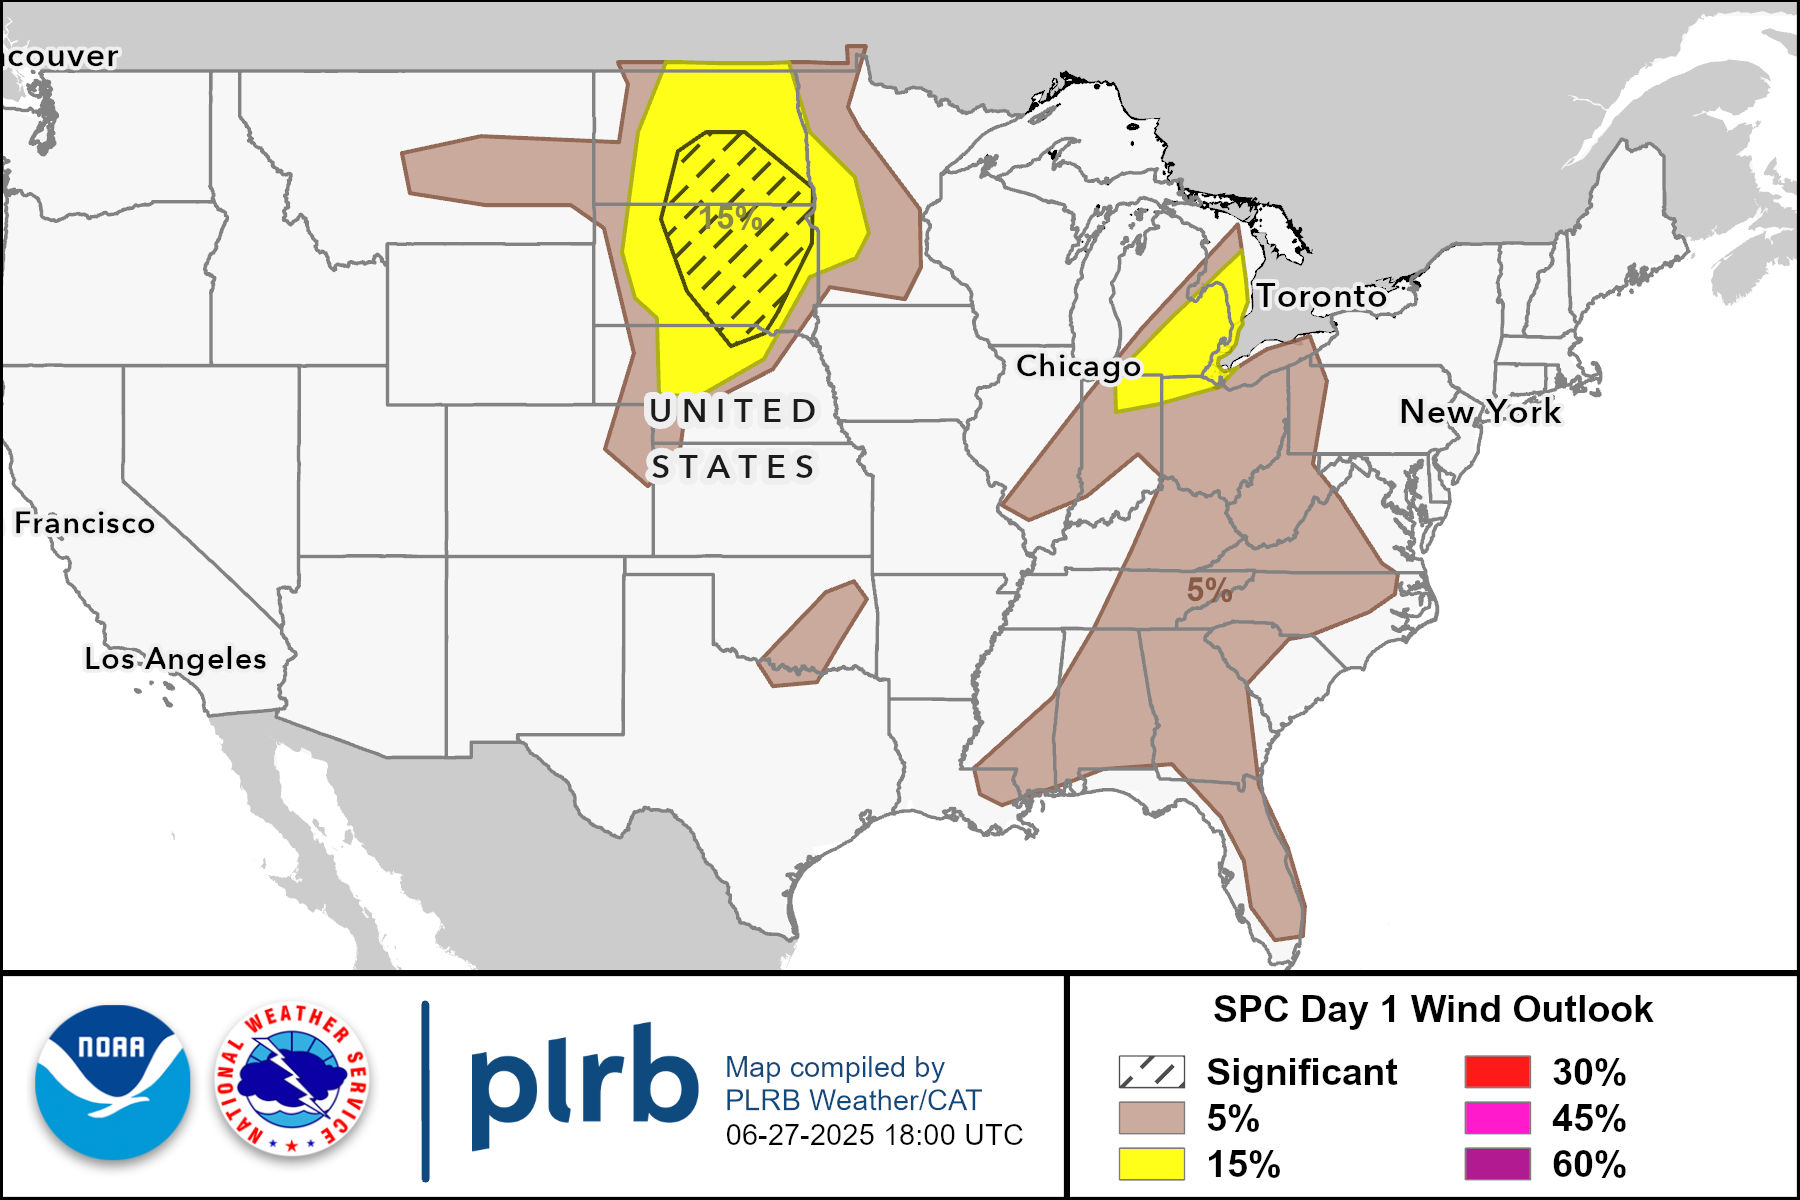 ncouver
15%
Toronto
Chicago
UNITED
New York
STATES
Francisco
5%
Los Angeles
NOAA
NATIONAL WEATHER SERVICE
plrb
Map compiled by
PLRB Weather/CAT
06-27-2025 18:00 UTC
SPC Day 1 Wind Outlook
Significant
5%
15%
30%
45%
60%